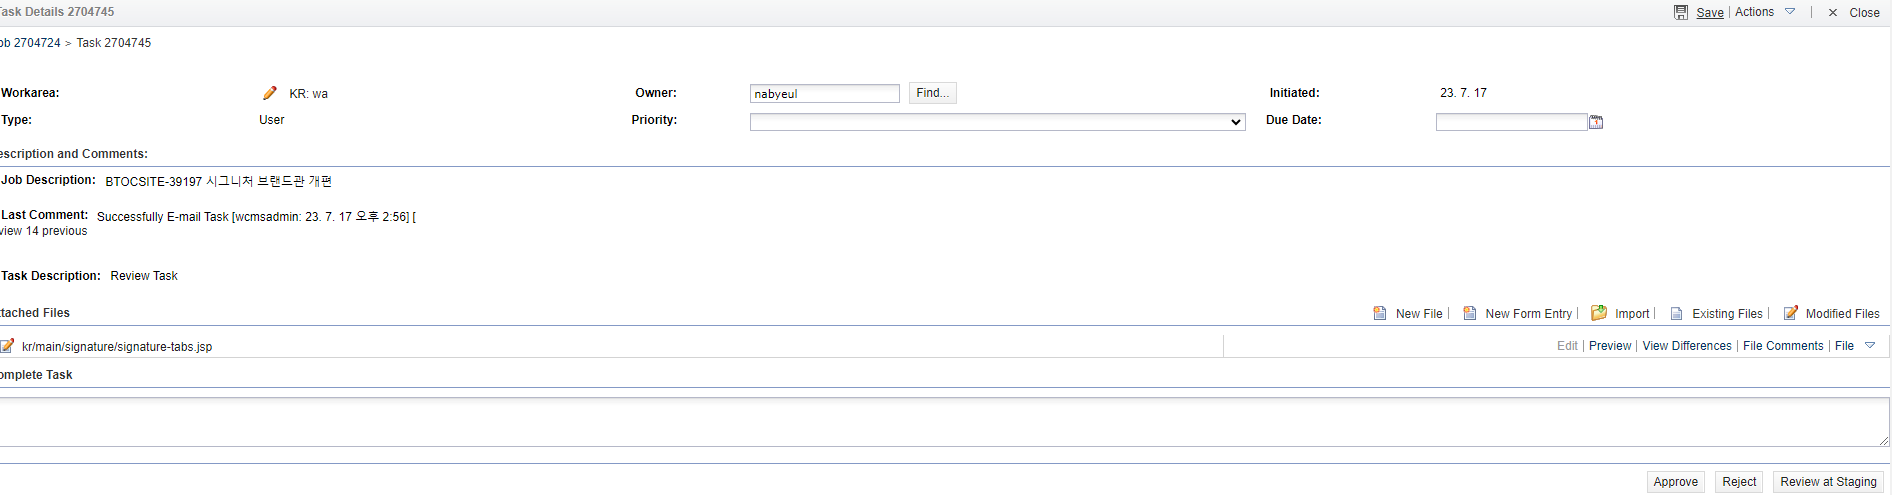 Task Details 2704745 Save | Actions | × Close
ob 2704724 > Task 2704745
Workarea: KR: wa Owner: nabyeul Find... Initiated: 23. 7. 17
Type: User Priority: Due Date:
escription and Comments:
Job Description: BTOCSITE-39197 시그니처 브랜드관 개편
Last Comment: Successfully E-mail Task [wcmsadmin: 23. 7. 17 오후 2:56] [
view 14 previous
Task Description: Review Task
ttached Files New File | New Form Entry | Import | Existing Files | Modified Files
kr/main/signature/signature-tabs.jsp Edit | Preview | View Differences | File Comments | File
omplete Task
Approve Reject Review at Staging